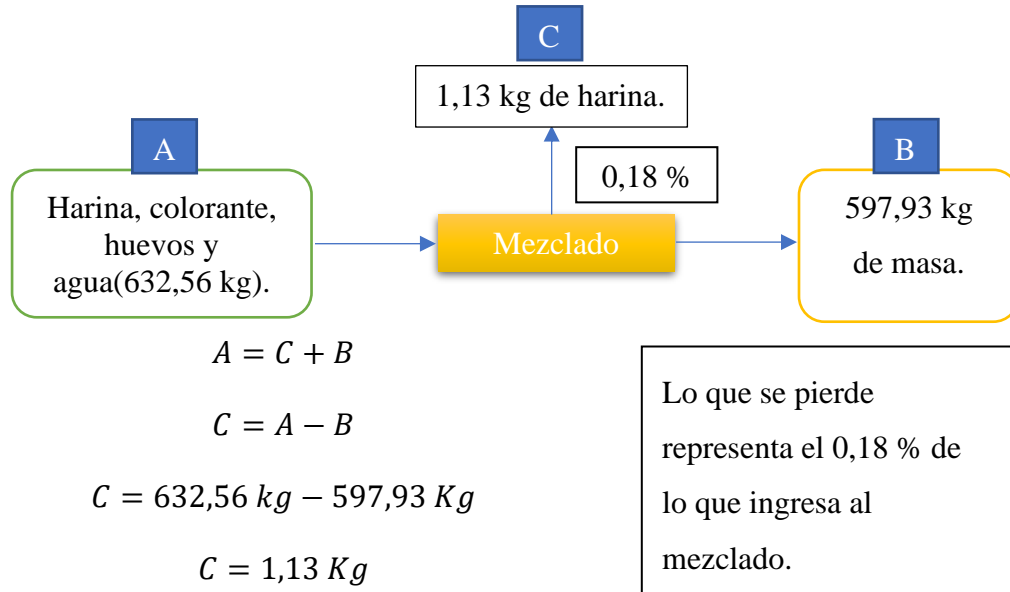 C
1,13 kg de harina.
A
0,18 %
B
Harina, colorante,
huevos y
agua(632,56 kg).
Mezclado
597,93 kg
de masa.
A = C + B
C = A − B
C = 632,56 kg − 597,93 Kg
C = 1,13 Kg
Lo que se pierde
representa el 0,18 % de
lo que ingresa al
mezclado.